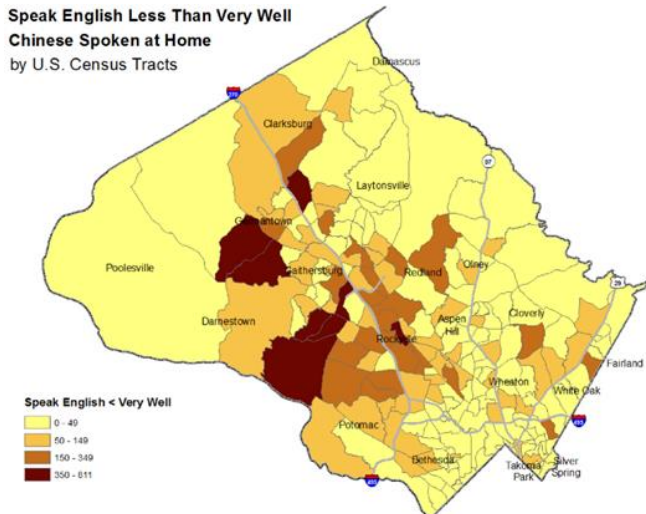 Speak English Less Than Very Well
Chinese Spoken at Home
by U.S. Census Tracts
Damascus
270
Clarksburg
97
Laytonsville
Germantown
29
Poolesville
Gaithersburg
Redland
Olney
Darnestown
Cloverly
Aspen
Hill
Rockville
Fairland
Wheaton
White Oak
Speak English < Very Well
0 - 49
50 - 149
150 - 349
350 - 811
495
Potomac
Bethesda
Silver
Spring
Takoma
Park
495